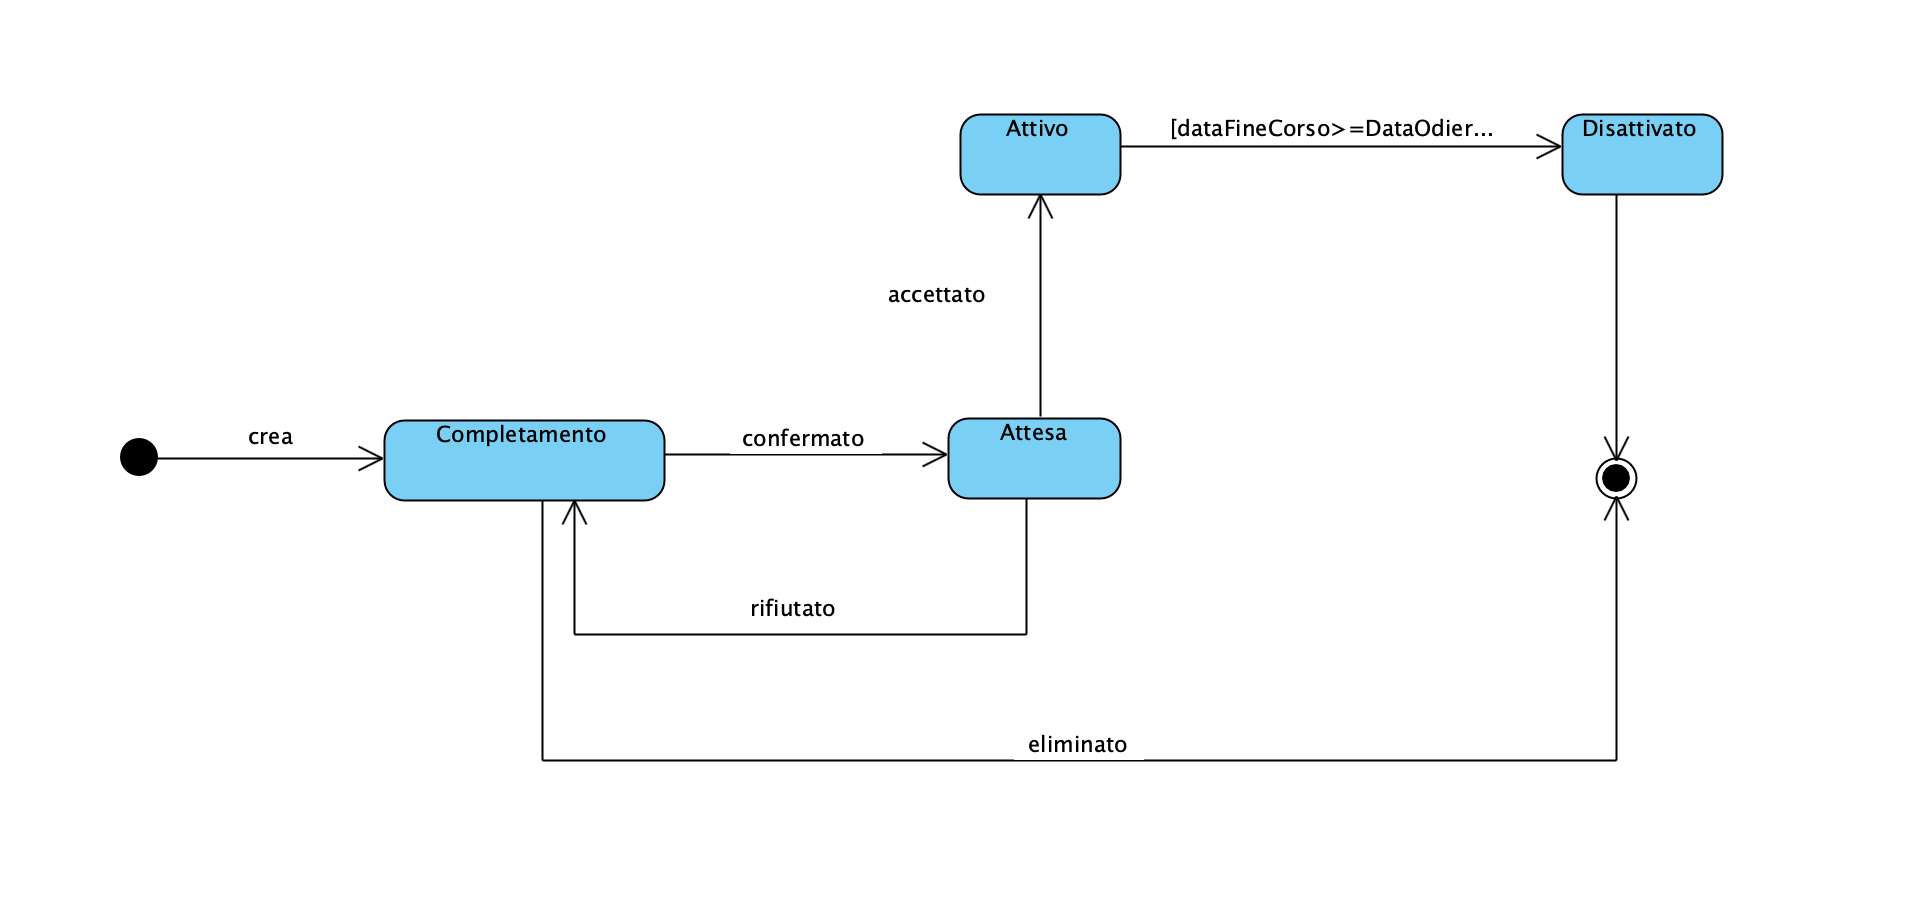 Attivo
[dataFineCorso>=DataOdier...
Disattivato
accettato
crea
Completamento
confermato
Attesa
rifiutato
eliminato